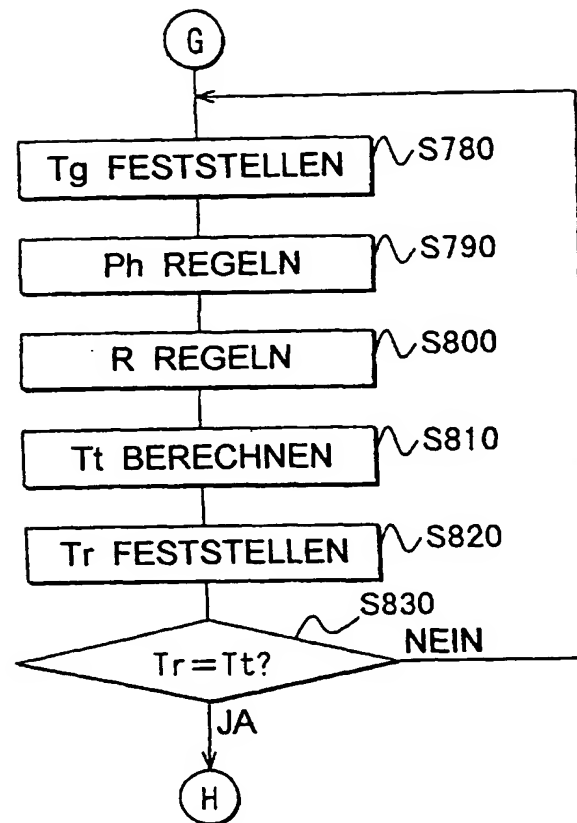 G
Tg FESTSTELLEN
S780
Ph REGELN
S790
R REGELN
S800
Tt BERECHNEN
S810
Tr FESTSTELLEN
S820
S830
Tr=Tt?
NEIN
JA
H